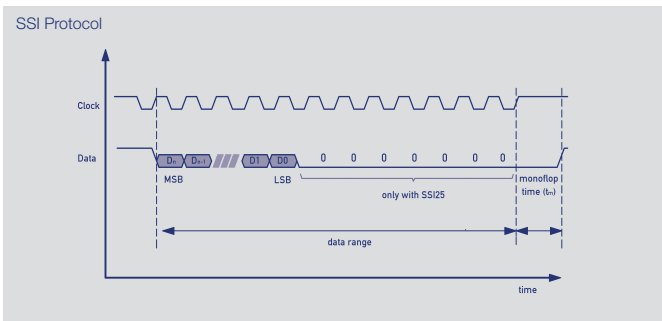 SSI Protocol
Clock
Data
Dn Dn-1 D1 D0 0 0 0 0 0 0 0
MSB LSB
only with SSI25
monoflop
time (tm)
data range
time